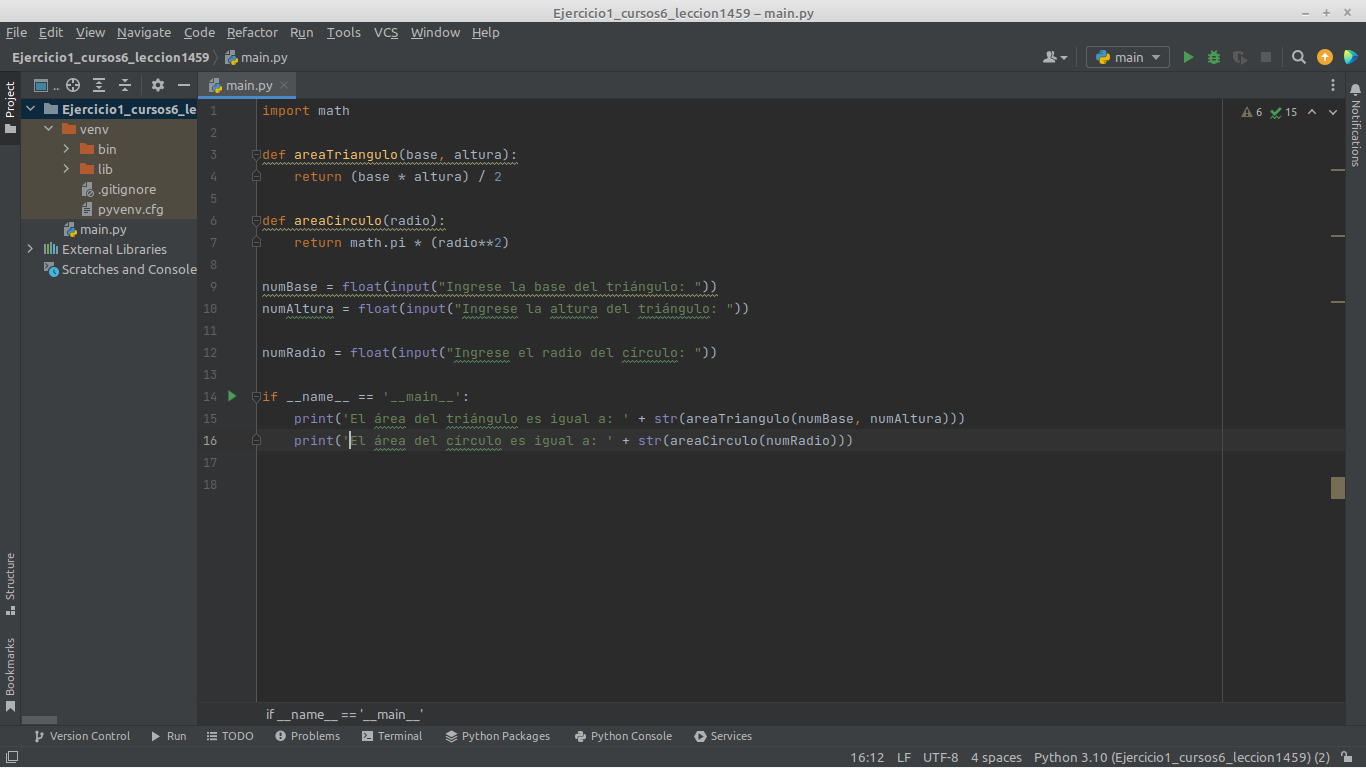 Ejercicio1_cursos6_leccion1459 – main.py
File Edit View Navigate Code Refactor Run Tools VCS Window Help
Ejercicio1_cursos6_leccion1459 main.py
main
Project
..
main.py
Ejercicio1_cursos6_le
venv
bin
lib
.gitignore
pyvenv.cfg
main.py
External Libraries
Scratches and Console
6 15
1 import math
2
3 def areaTriangulo(base, altura):
4 return (base * altura) / 2
5
6 def areaCirculo(radio):
7 return math.pi * (radio**2)
8
9 numBase = float(input("Ingrese la base del triángulo: "))
10 numAltura = float(input("Ingrese la altura del triángulo: "))
11
12 numRadio = float(input("Ingrese el radio del círculo: "))
13
14 if __name__ == '__main__':
15 print('El área del triángulo es igual a: ' + str(areaTriangulo(numBase, numAltura)))
16 print('El área del círculo es igual a: ' + str(areaCirculo(numRadio)))
17
18
Notifications
Structure
Bookmarks
if __name__ == '__main__'
Version Control Run TODO Problems Terminal Python Packages Python Console Services
16:12 LF UTF-8 4 spaces Python 3.10 (Ejercicio1_cursos6_leccion1459) (2)